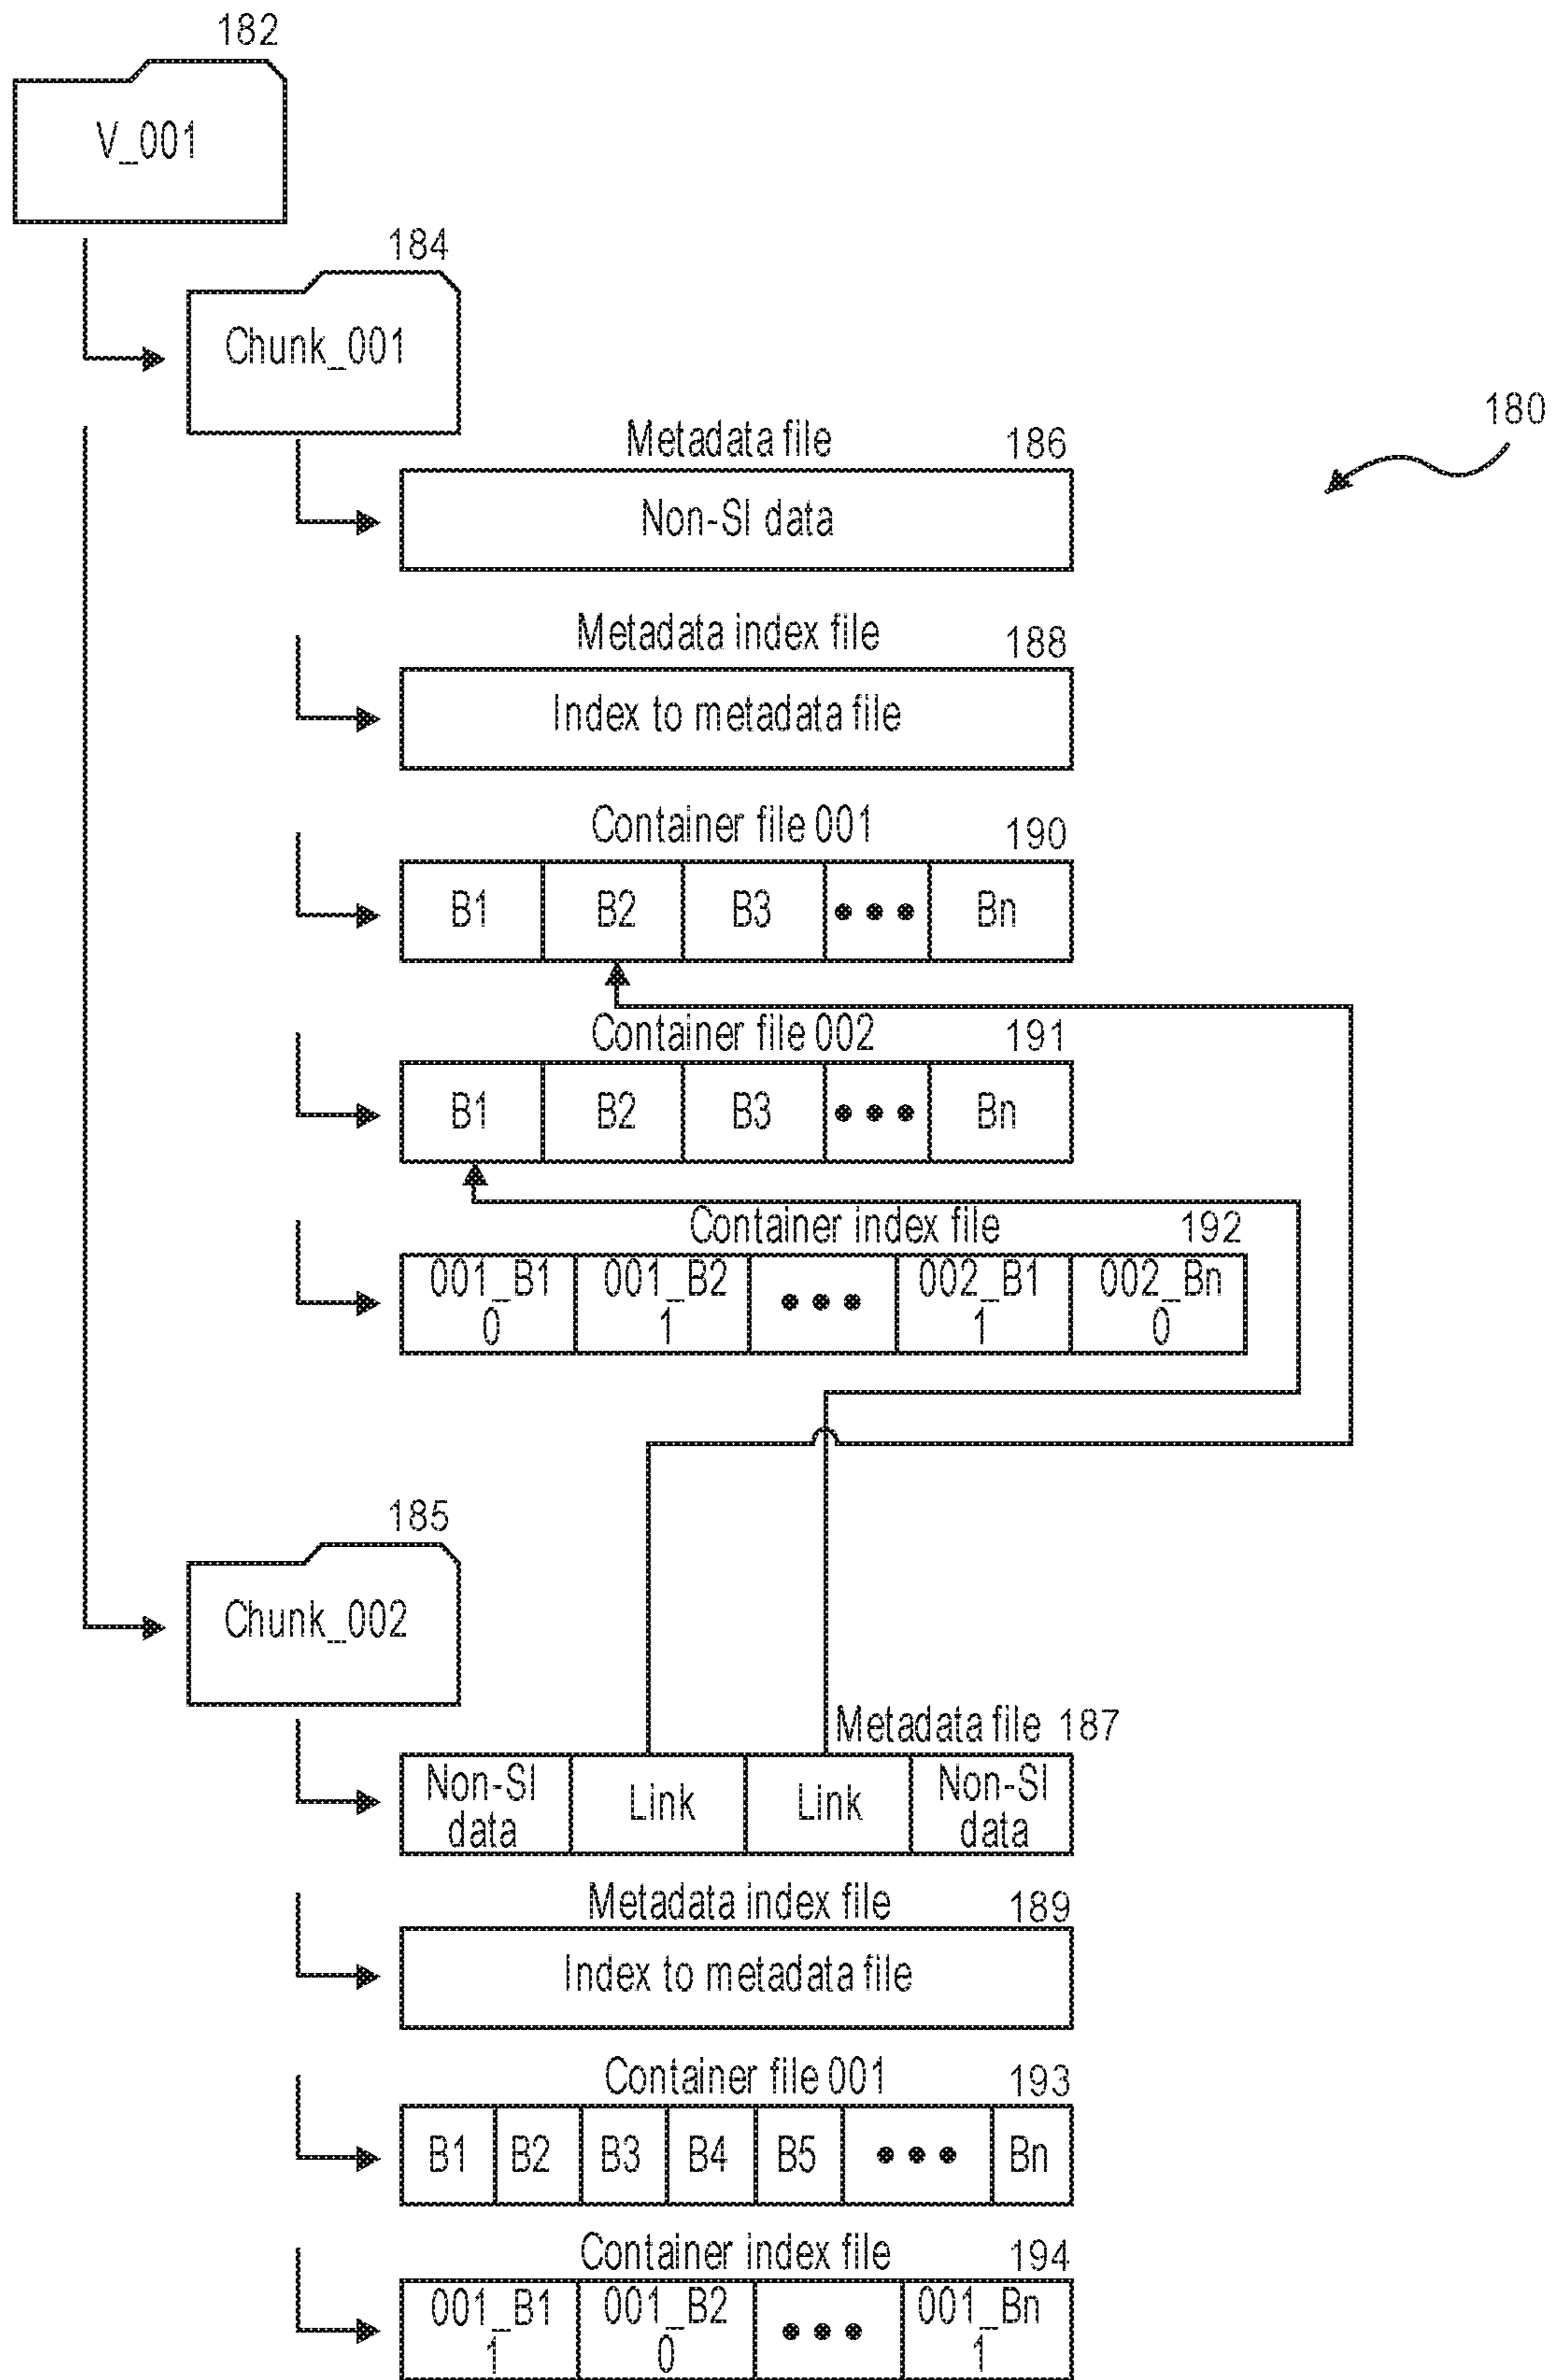 182
V_001
184
Chunk_001
180
Metadata file 186
Non-SI data
Metadata index file 188
Index to metadata file
Container file 001 190
B1 B2 B3 ••• Bn
Container file 002 191
B1 B2 B3 ••• Bn
Container index file 192
001_B1 001_B2 ••• 002_B1 002_Bn
0 1 1 0
185
Chunk_002
Metadata file 187
Non-SI Link Link Non-SI
data data
Metadata index file 189
Index to metadata file
Container file 001 193
B1 B2 B3 B4 B5 ••• Bn
Container index file 194
001_B1 001_B2 ••• 001_Bn
1 0 1